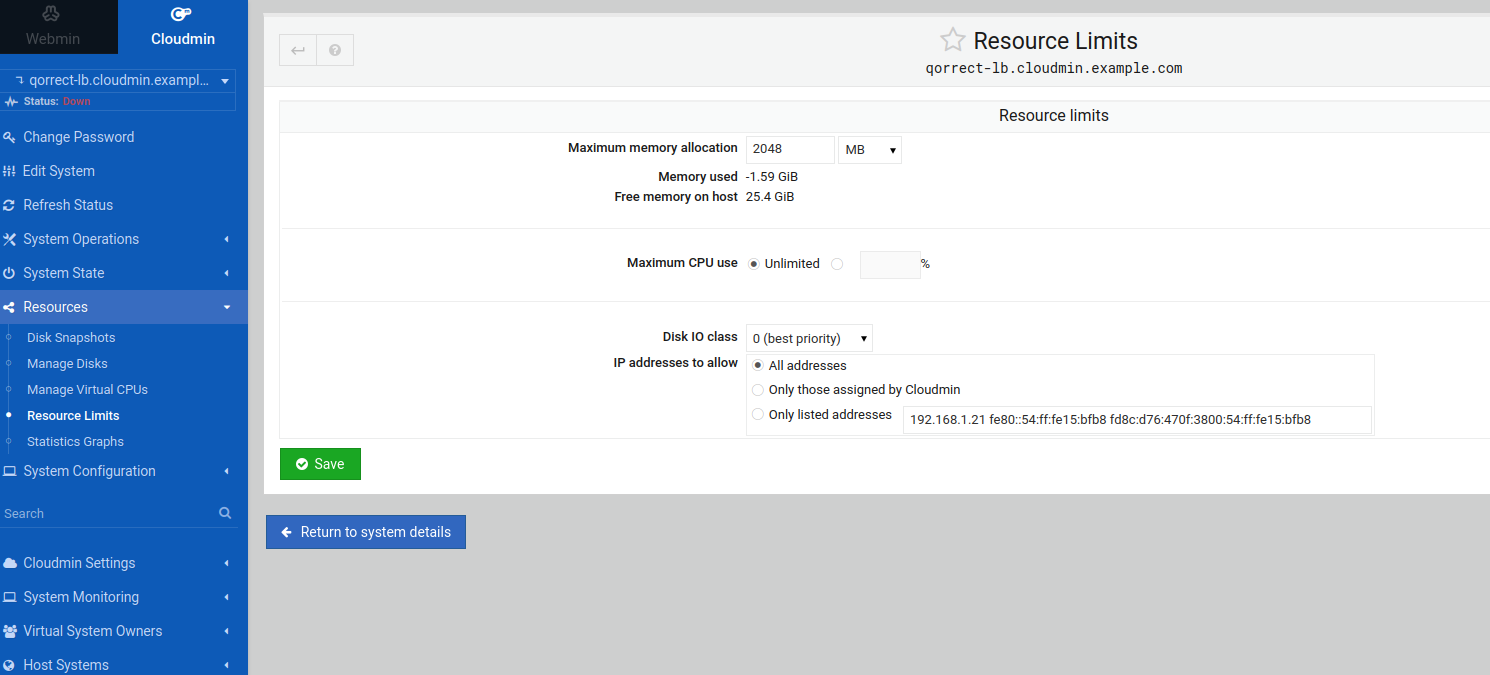 Webmin
Cloudmin
qorrect-lb.cloudmin.exampl...
Status: Down
Change Password
Edit System
Refresh Status
System Operations
System State
Resources
Disk Snapshots
Manage Disks
Manage Virtual CPUs
Resource Limits
Statistics Graphs
System Configuration
Search
Cloudmin Settings
System Monitoring
Virtual System Owners
Host Systems
Resource Limits
qorrect-lb.cloudmin.example.com
Resource limits
Maximum memory allocation 2048 MB
Memory used -1.59 GiB
Free memory on host 25.4 GiB
Maximum CPU use Unlimited %
Disk IO class 0 (best priority)
IP addresses to allow All addresses
Only those assigned by Cloudmin
Only listed addresses 192.168.1.21 fe80::54:ff:fe15:bfb8 fd8c:d76:470f:3800:54:ff:fe15:bfb8
Save
Return to system details